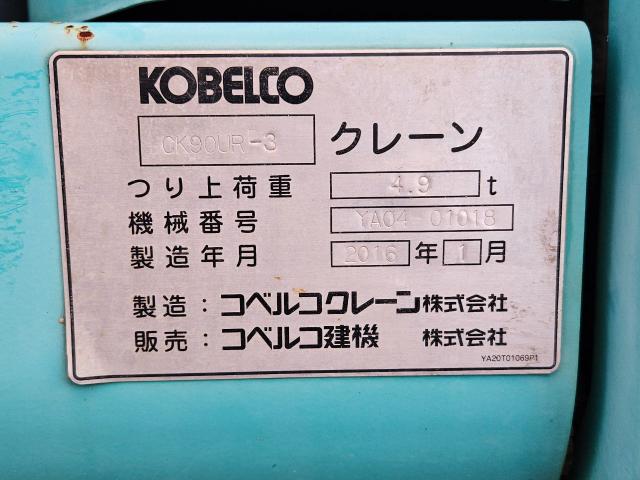 KOBELCO
CK90UR-3 クレーン
つり上荷重 4.9 t
機械番号 YA04-01018
製造年月 2016 年 1 月
製造：コベルコクレーン株式会社
販売：コベルコ建機 株式会社
YA20T01069P1